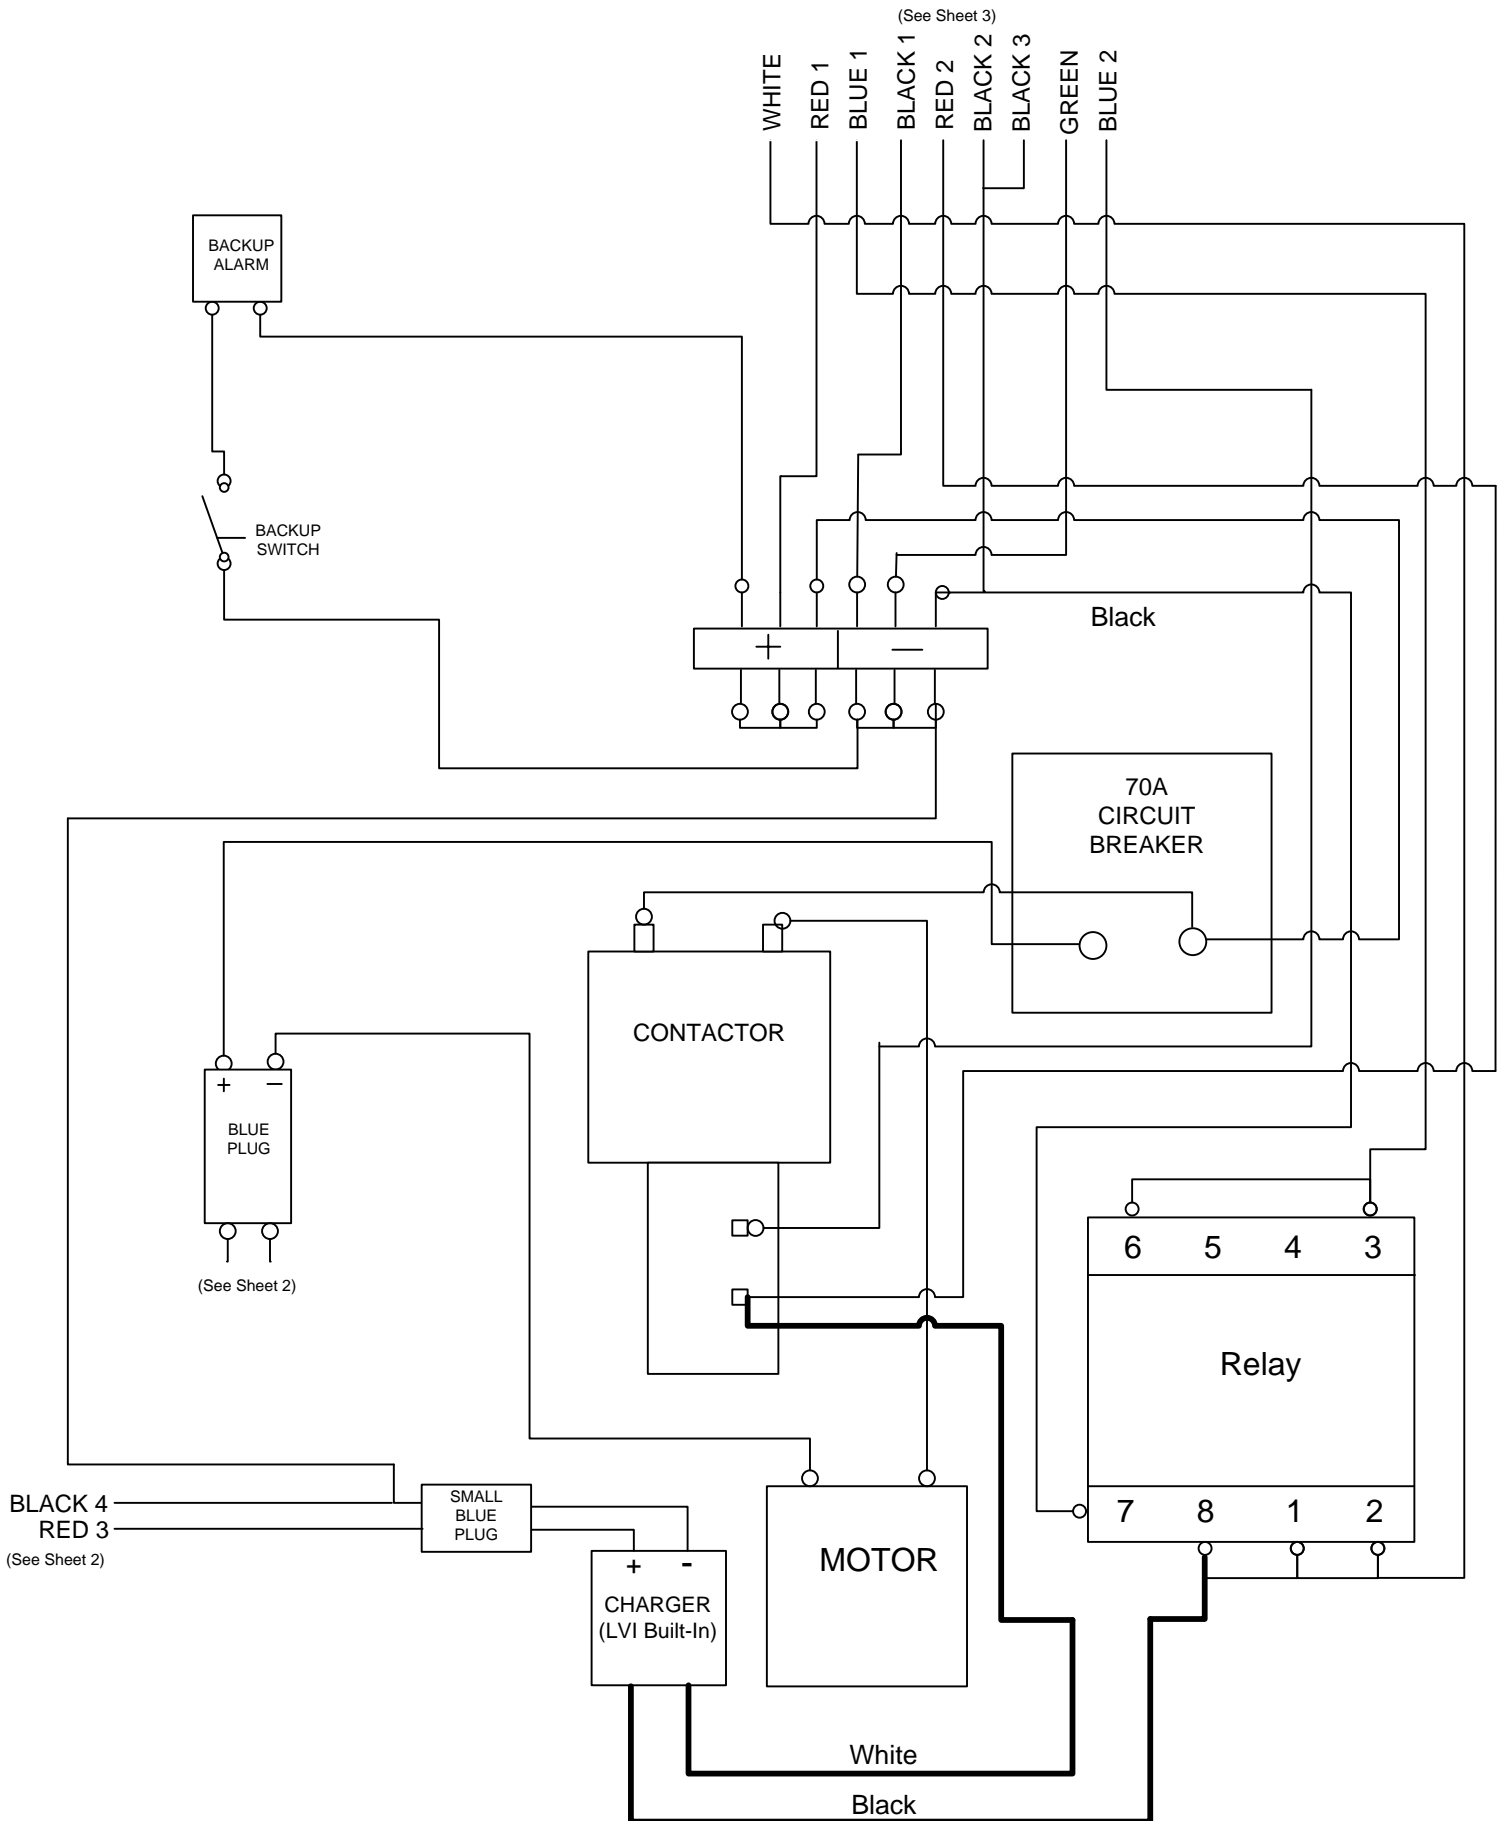 (See Sheet 3)
WHITE
RED 1
BLUE 1
BLACK 1
RED 2
BLACK 2
BLACK 3
GREEN
BLUE 2
BACKUP
ALARM
BACKUP
SWITCH
Black
+ —
70A
CIRCUIT
BREAKER
CONTACTOR
+ —
BLUE
PLUG
(See Sheet 2)
6 5 4 3
Relay
7 8 1 2
BLACK 4
RED 3
(See Sheet 2)
SMALL
BLUE
PLUG
+ -
CHARGER
(LVI Built-In)
MOTOR
White
Black